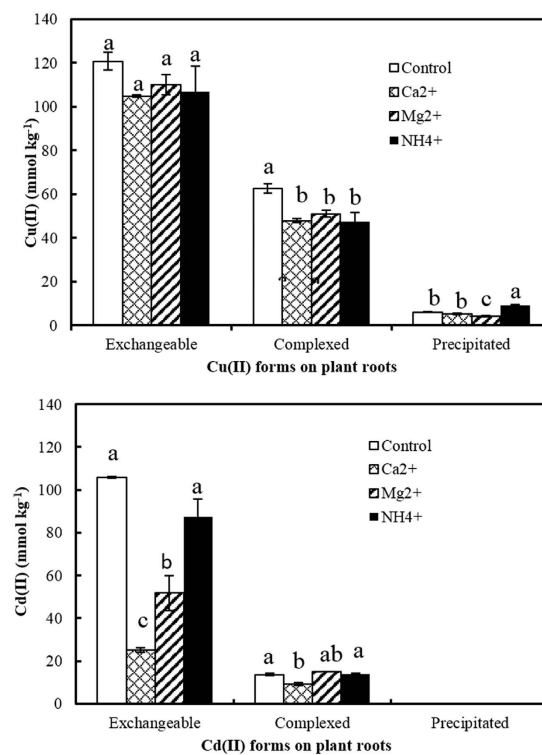 140
120
100
80
60
40
20
0
Cu(II) (mmol kg-1)
a a a a
a b b b
b b c a
Control
Ca2+
Mg2+
NH4+
Exchangeable Complexed Precipitated
Cu(II) forms on plant roots
140
120
100
80
60
40
20
0
Cd(II) (mmol kg-1)
a c b a
a b ab a
Control
Ca2+
Mg2+
NH4+
Exchangeable Complexed Precipitated
Cd(II) forms on plant roots